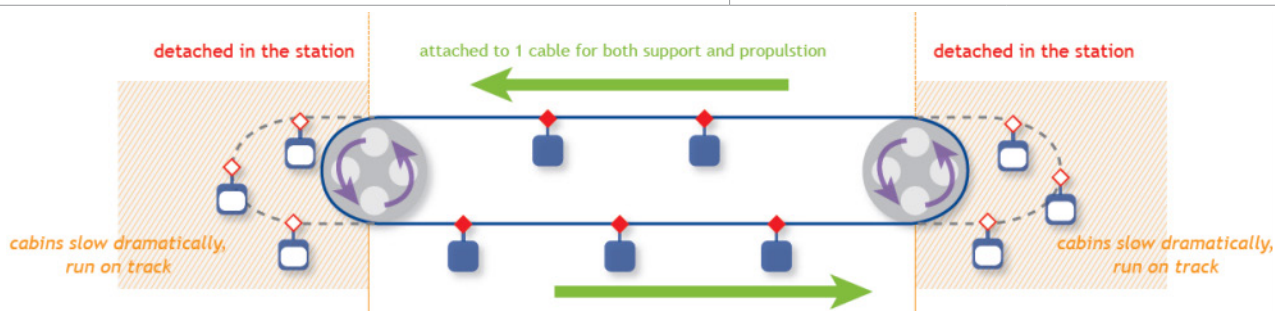 detached in the station
attached to 1 cable for both support and propulstion
detached in the station
cabins slow dramatically,
run on track
cabins slow dramatically,
run on track